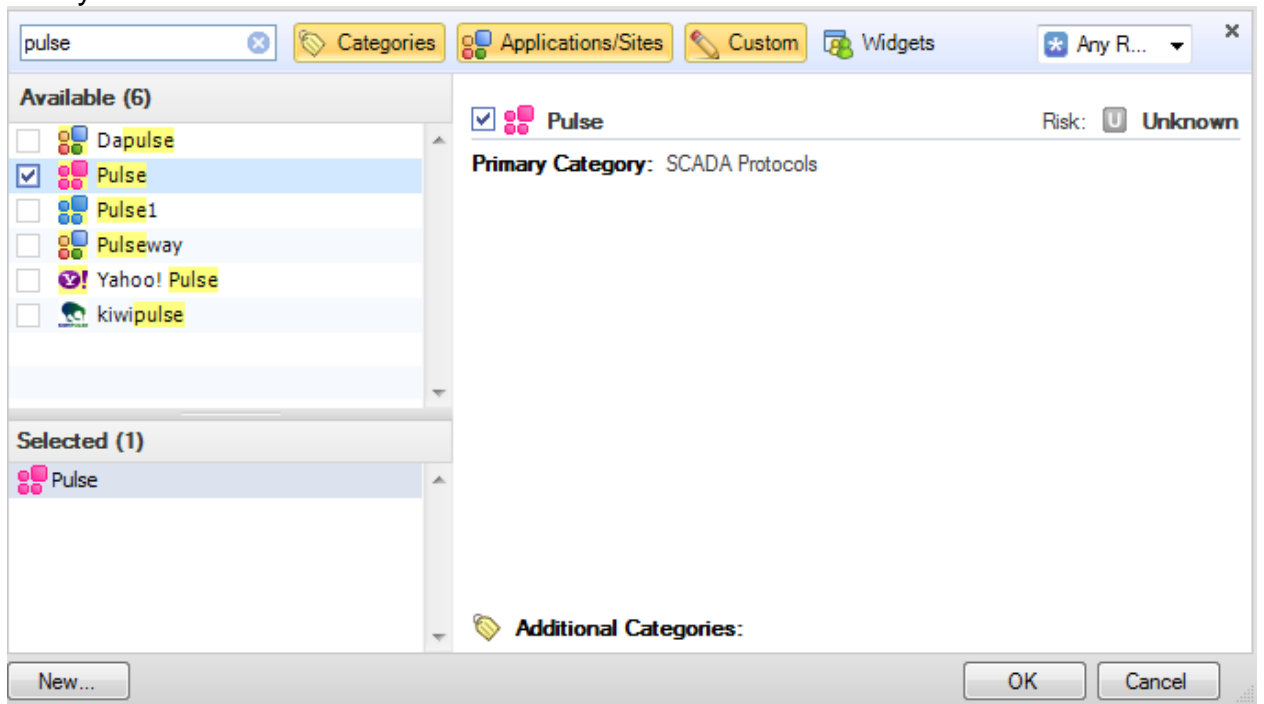 pulse Categories Applications/Sites Custom Widgets Any R...
Available (6)
Dapulse
Pulse
Pulse1
Pulseway
Y! Yahoo! Pulse
kiwipulse
Selected (1)
Pulse
Pulse Risk: U Unknown
Primary Category: SCADA Protocols
Additional Categories:
New... OK Cancel